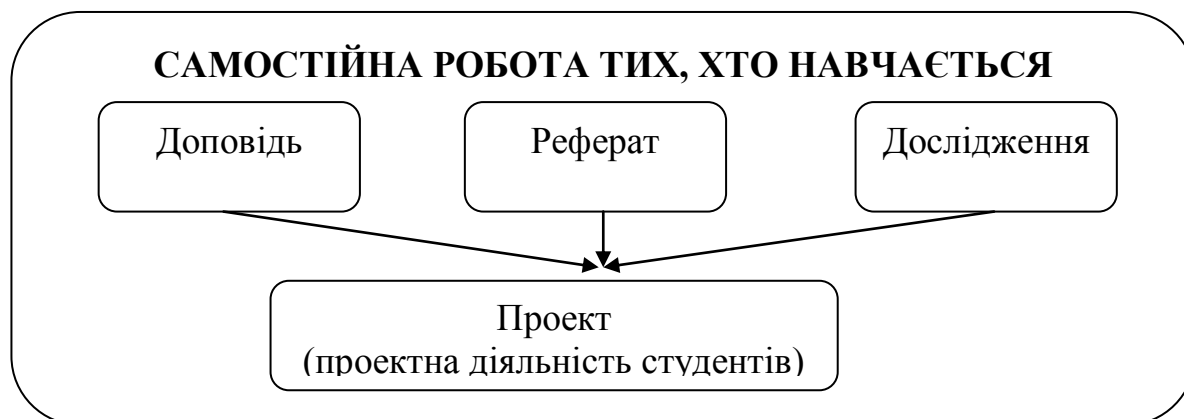 САМОСТІЙНА РОБОТА ТИХ, ХТО НАВЧАЄТЬСЯ
Доповідь
Реферат
Дослідження
Проект
(проектна діяльність студентів)